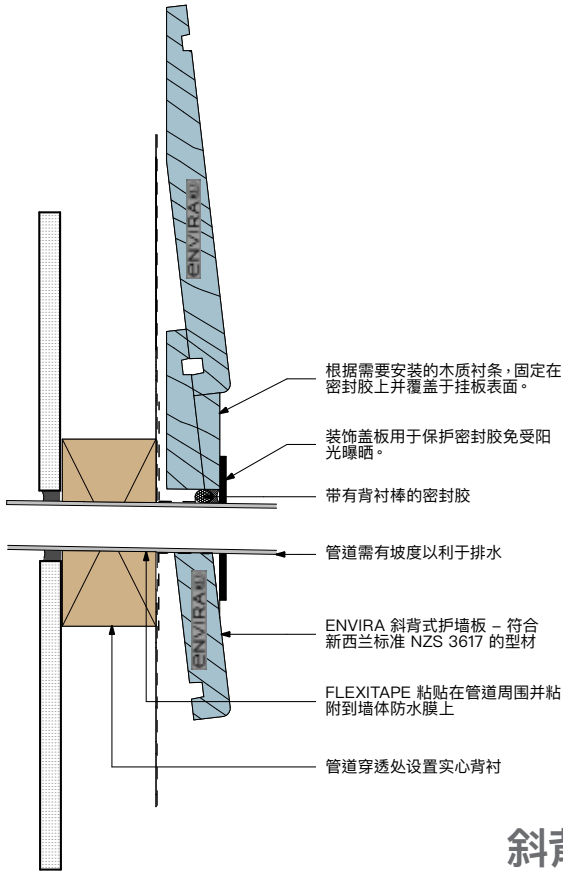 ENVIRA
根据需要安装的木质衬条，固定在
密封胶上并覆盖于挂板表面。
装饰盖板用于保护密封胶免受阳
光曝晒。
带有背衬棒的密封胶
管道需有坡度以利于排水
ENVIRA
ENVIRA 斜背式护墙板 – 符合
新西兰标准 NZS 3617 的型材
FLEXITAPE 粘贴在管道周围并粘
附到墙体防水膜上
管道穿透处设置实心背衬
斜